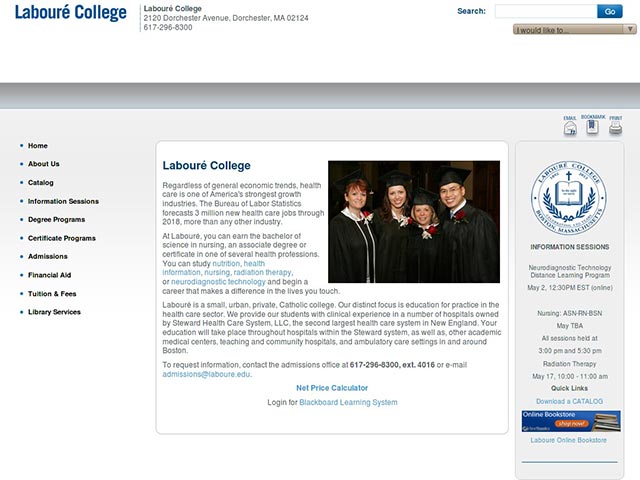 Labouré College
Labouré College
2120 Dorchester Avenue, Dorchester, MA 02124
617-296-8300
Search:
Go
I would like to...
EMAIL
BOOKMARK
PRINT
Home
About Us
Catalog
Information Sessions
Degree Programs
Certificate Programs
Admissions
Financial Aid
Tuition & Fees
Library Services
Labouré College
Regardless of general economic trends, health
care is one of America's strongest growth
industries. The Bureau of Labor Statistics
forecasts 3 million new health care jobs through
2018, more than any other industry.
At Labouré, you can earn the bachelor of
science in nursing, an associate degree or
certificate in one of several health professions.
You can study nutrition, health
information, nursing, radiation therapy,
or neurodiagnostic technology and begin a
career that makes a difference in the lives you touch.
Labouré is a small, urban, private, Catholic college. Our distinct focus is education for practice in the
health care sector. We provide our students with clinical experience in a number of hospitals owned
by Steward Health Care System, LLC, the second largest health care system in New England. Your
education will take place throughout hospitals within the Steward system, as well as, other academic
medical centers, teaching and community hospitals, and ambulatory care settings in and around
Boston.
To request information, contact the admissions office at 617-296-8300, ext. 4016 or e-mail
admissions@laboure.edu.
Net Price Calculator
Login for Blackboard Learning System
LABOURÉ COLLEGE
BOSTON, MASSACHUSETTS
INFORMATION SESSIONS
Neurodiagnostic Technology
Distance Learning Program
May 2, 12:30PM EST (online)
Nursing: ASN-RN-BSN
May TBA
All sessions held at
3:00 pm and 5:30 pm
Radiation Therapy
May 17, 10:00 - 11:00 am
Quick Links
Download a CATALOG
Online Bookstore
shop now!
Laboure Online Bookstore